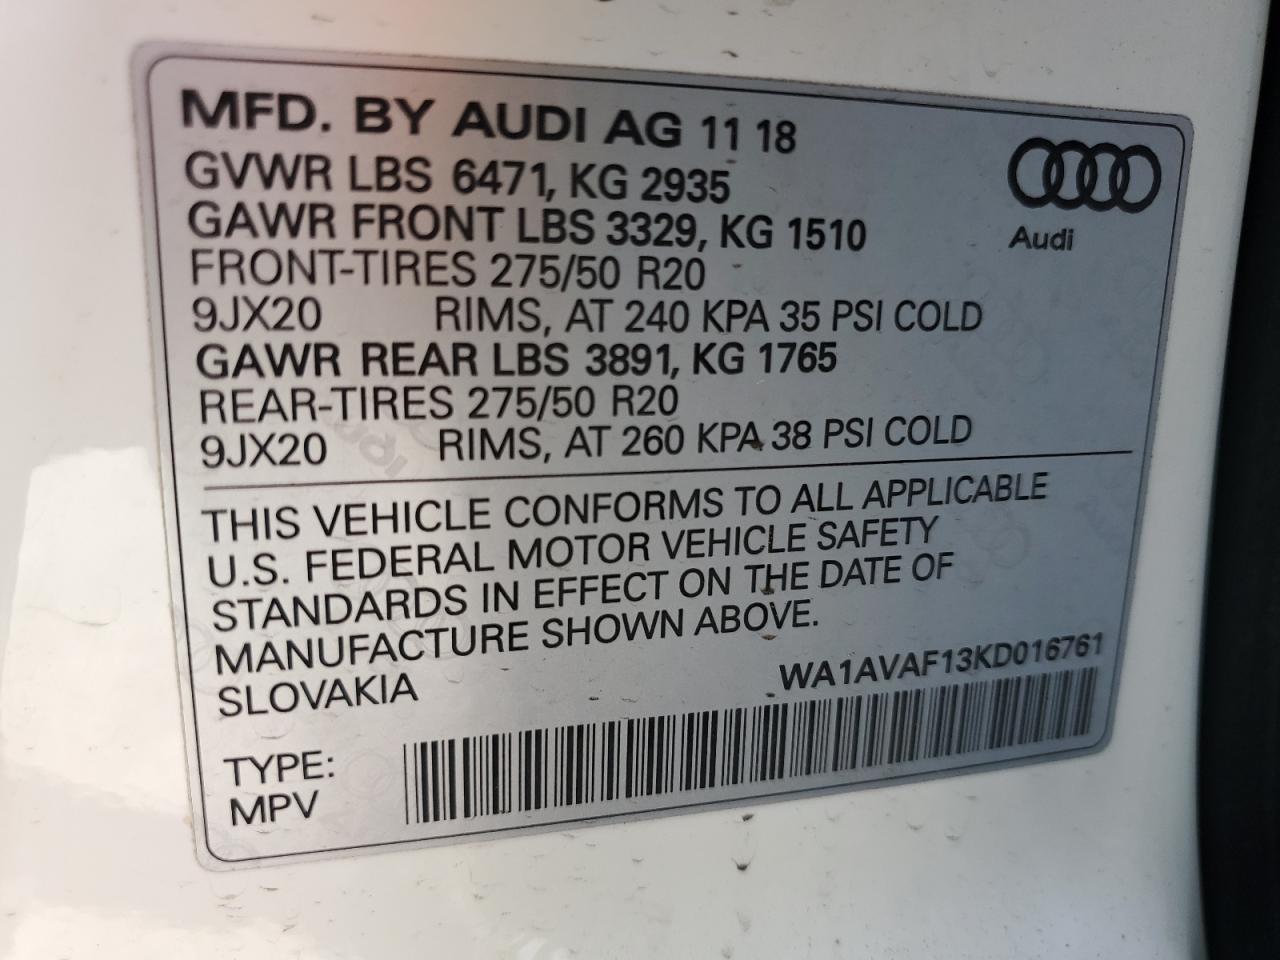 MFD. BY AUDI AG 11 18
GVWR LBS 6471, KG 2935
GAWR FRONT LBS 3329, KG 1510
Audi
FRONT-TIRES 275/50 R20
9JX20 RIMS, AT 240 KPA 35 PSI COLD
GAWR REAR LBS 3891, KG 1765
REAR-TIRES 275/50 R20
9JX20 RIMS, AT 260 KPA 38 PSI COLD
THIS VEHICLE CONFORMS TO ALL APPLICABLE
U.S. FEDERAL MOTOR VEHICLE SAFETY
STANDARDS IN EFFECT ON THE DATE OF
MANUFACTURE SHOWN ABOVE.
SLOVAKIA
WA1AVAF13KD016761
TYPE:
MPV